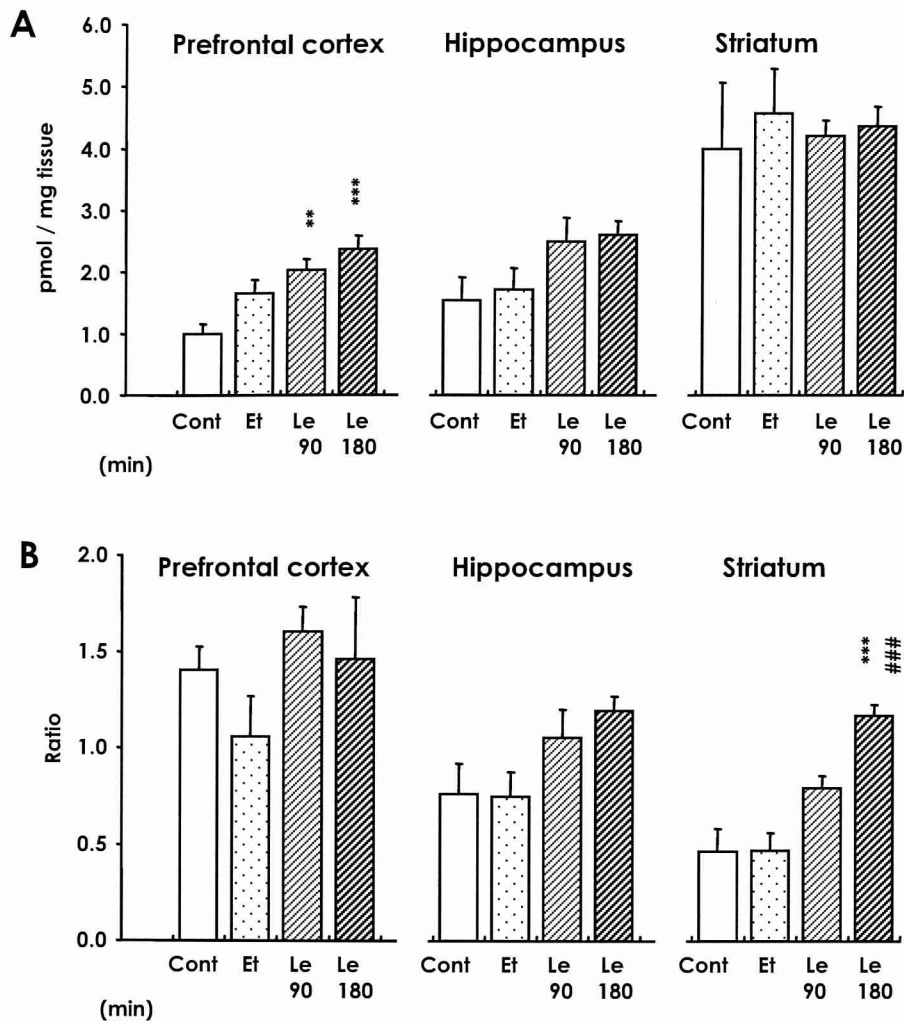 A
Prefrontal cortex Hippocampus Striatum
pmol / mg tissue
6.0
5.0
4.0
3.0
2.0
1.0
0.0
** ***
Cont Et Le Le Cont Et Le Le Cont Et Le Le
90 180 90 180 90 180
(min)
B
Prefrontal cortex Hippocampus Striatum
Ratio
2.0
1.5
1.0
0.5
0.0
*** ###
Cont Et Le Le Cont Et Le Le Cont Et Le Le
90 180 90 180 90 180
(min)